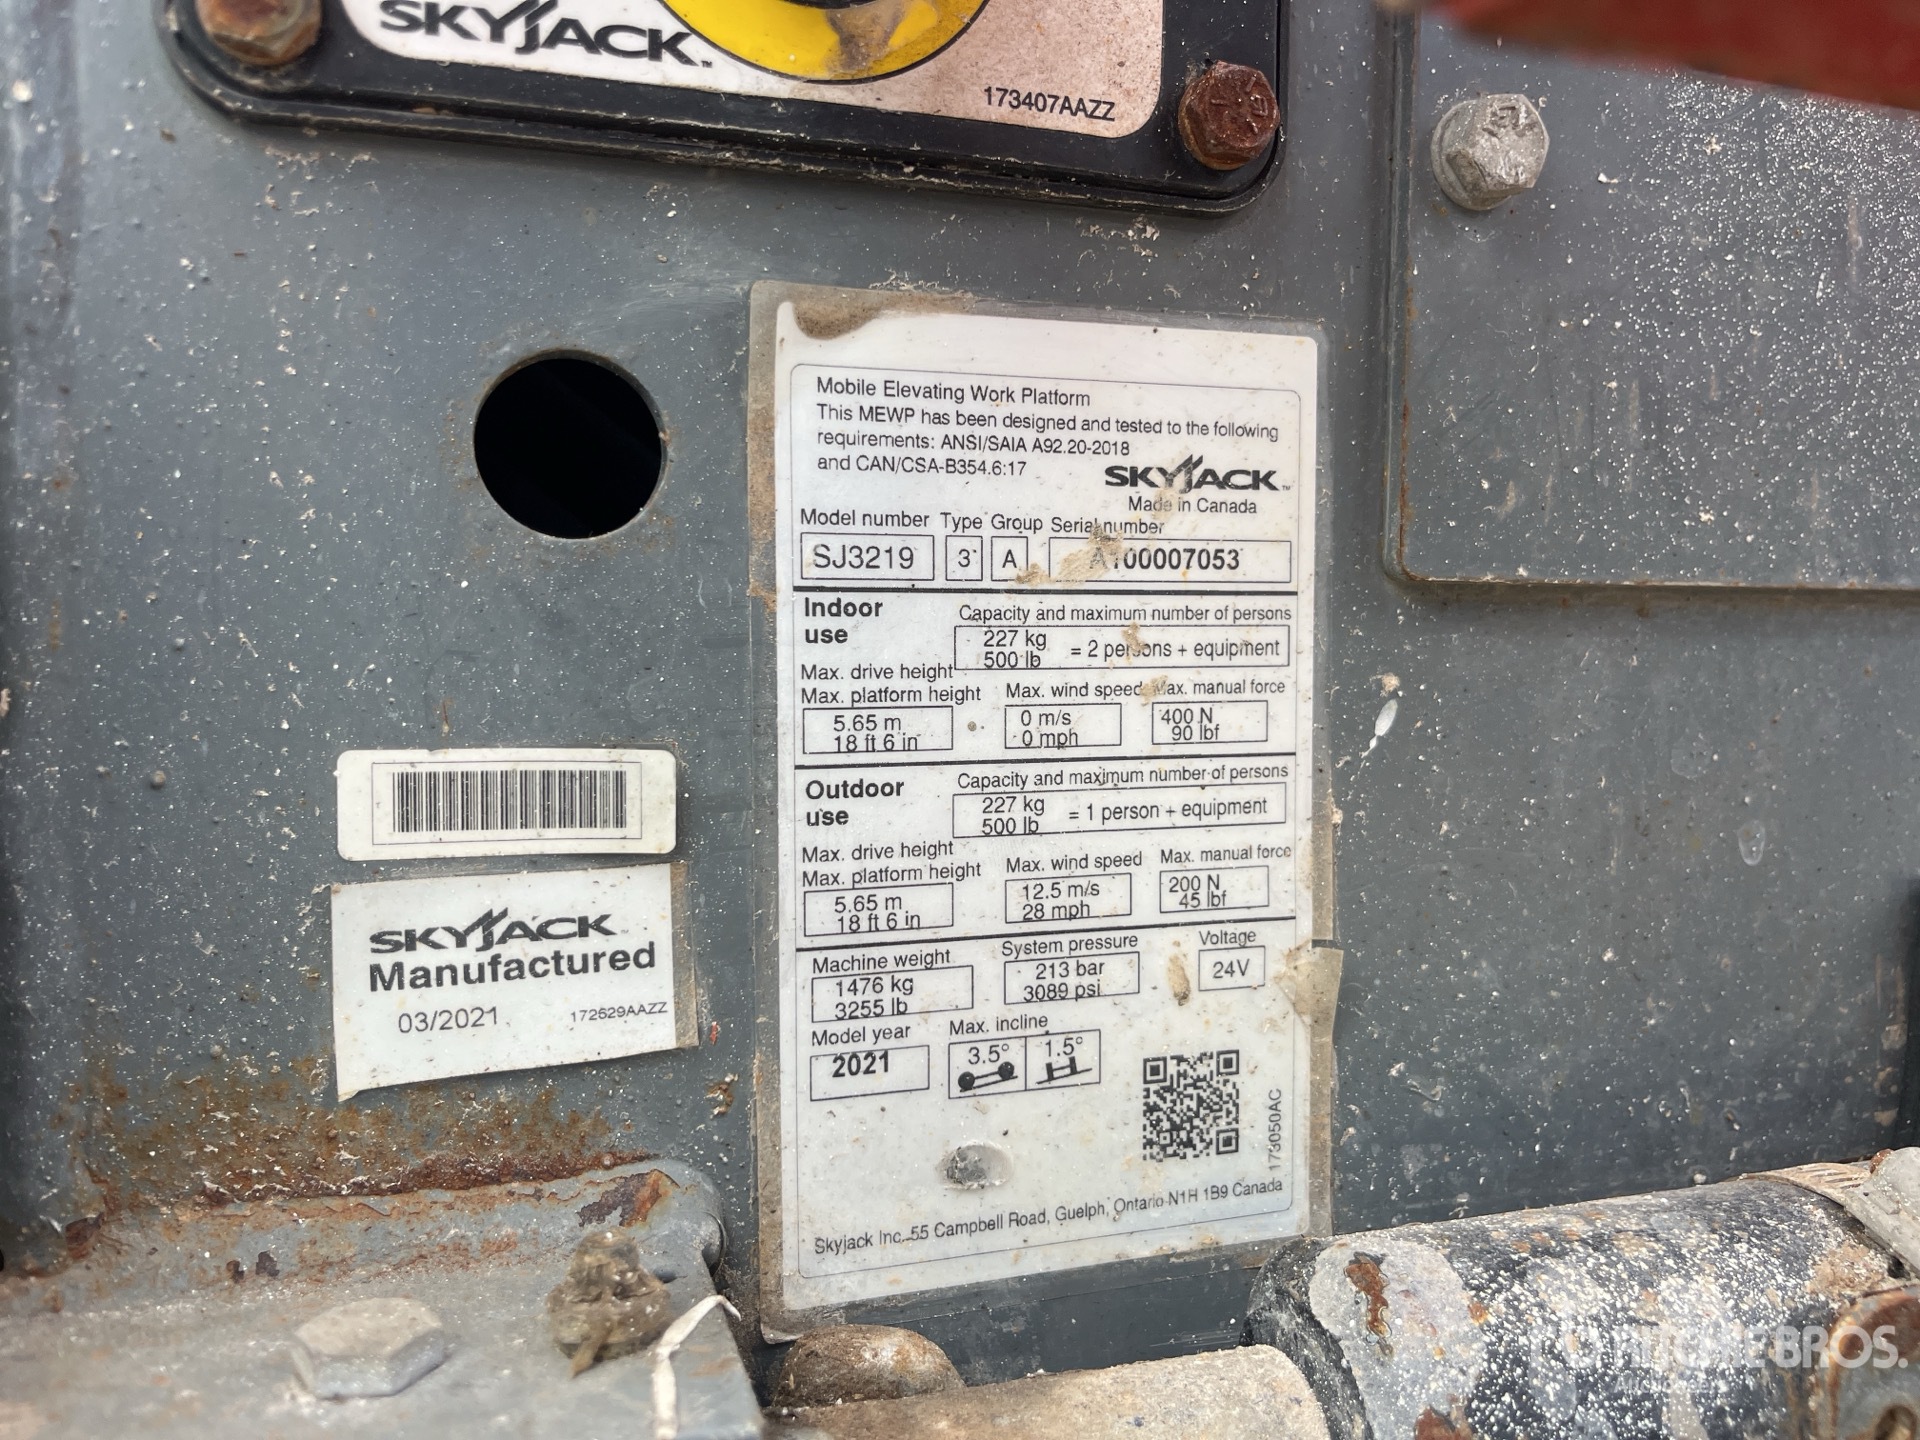 SKYJACK™
173407AAZZ
Mobile Elevating Work Platform
This MEWP has been designed and tested to the following
requirements: ANSI/SAIA A92.20-2018
and CAN/CSA-B354.6:17
SKYJACK™
Made in Canada
Model number Type Group Serial number
SJ3219 3 A A100007053
Indoor use
Capacity and maximum number of persons
227 kg
500 lb = 2 persons + equipment
Max. drive height
Max. platform height Max. wind speed Max. manual force
5.65 m 0 m/s 400 N
18 ft 6 in 0 mph 90 lbf
Outdoor use
Capacity and maximum number of persons
227 kg
500 lb = 1 person + equipment
Max. drive height
Max. platform height Max. wind speed Max. manual force
5.65 m 12.5 m/s 200 N
18 ft 6 in 28 mph 45 lbf
Machine weight System pressure Voltage
1476 kg 213 bar 24V
3255 lb 3089 psi
Model year Max. incline
2021 3.5° 1.5°
173050AC
Skyjack Inc. 55 Campbell Road, Guelph, Ontario N1H 1B9 Canada
SKYJACK™
Manufactured
03/2021 172629AAZZ
RITCHIE BROS.